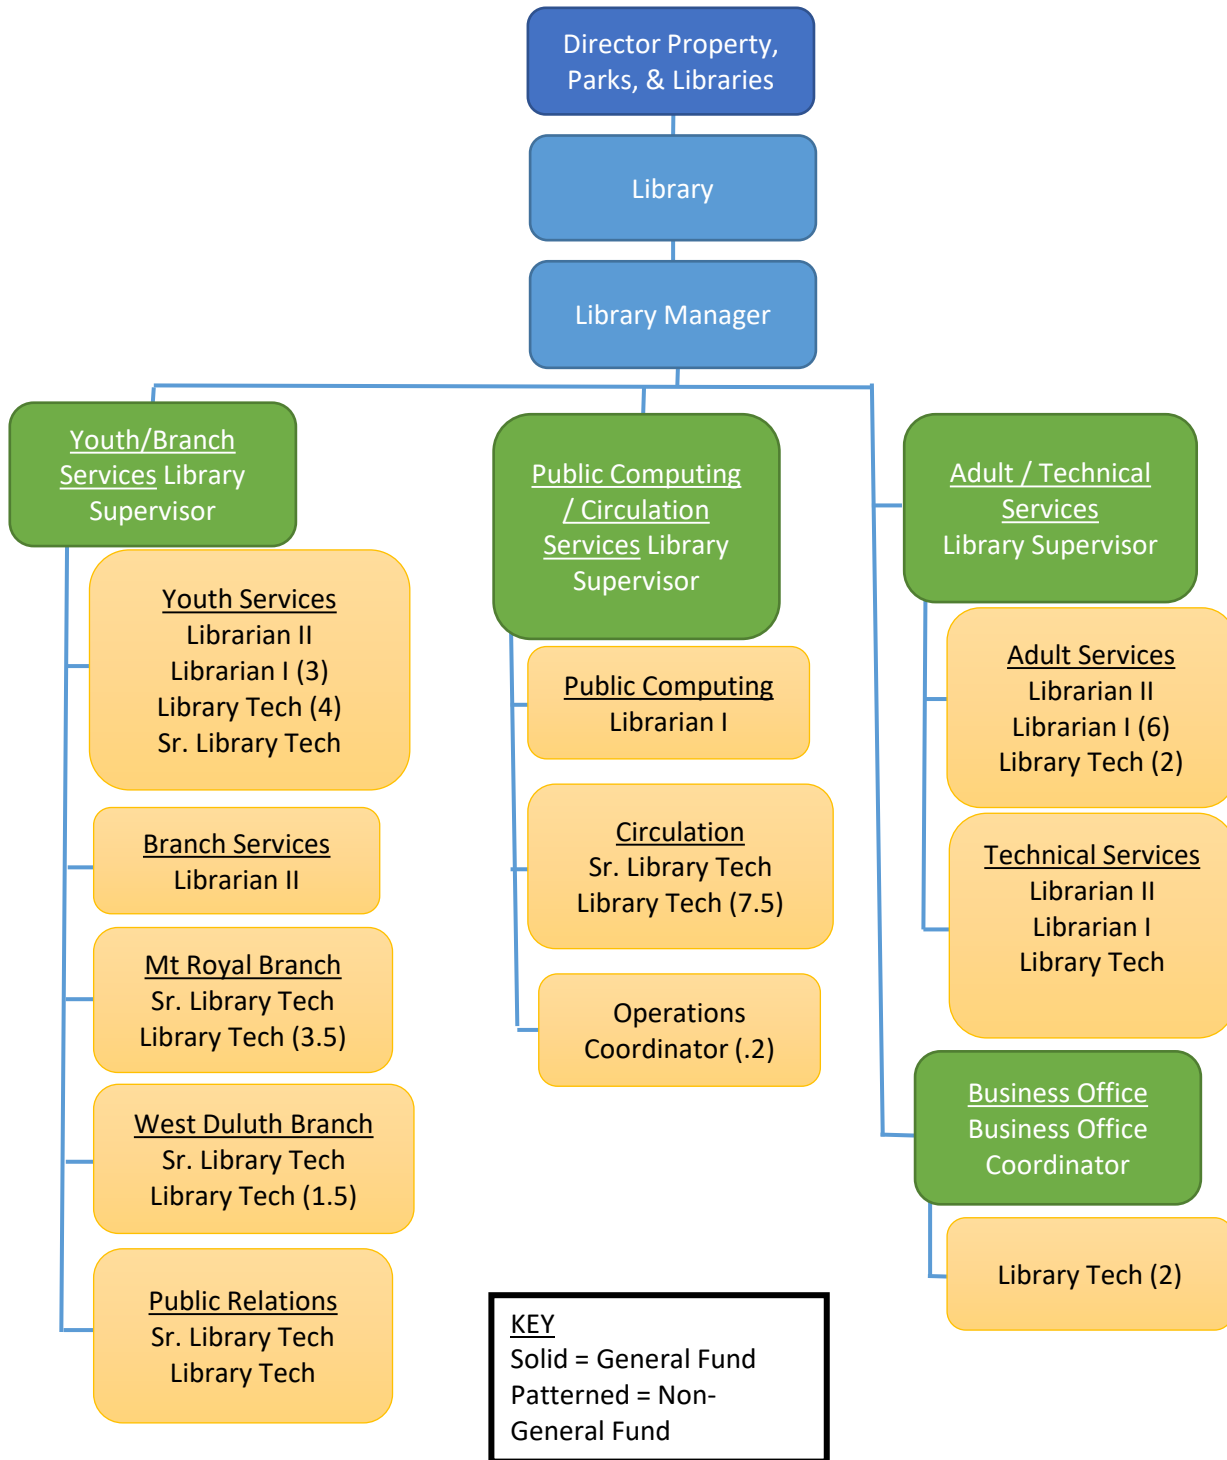 Director Property,
Parks, & Libraries
Library
Library Manager
Youth/Branch
Services Library
Supervisor
Youth Services
Librarian II
Librarian I (3)
Library Tech (4)
Sr. Library Tech
Branch Services
Librarian II
Mt Royal Branch
Sr. Library Tech
Library Tech (3.5)
West Duluth Branch
Sr. Library Tech
Library Tech (1.5)
Public Relations
Sr. Library Tech
Library Tech
Public Computing
/ Circulation
Services Library
Supervisor
Public Computing
Librarian I
Circulation
Sr. Library Tech
Library Tech (7.5)
Operations
Coordinator (.2)
Adult / Technical
Services
Library Supervisor
Adult Services
Librarian II
Librarian I (6)
Library Tech (2)
Technical Services
Librarian II
Librarian I
Library Tech
Business Office
Business Office
Coordinator
Library Tech (2)
KEY
Solid = General Fund
Patterned = Non-
General Fund